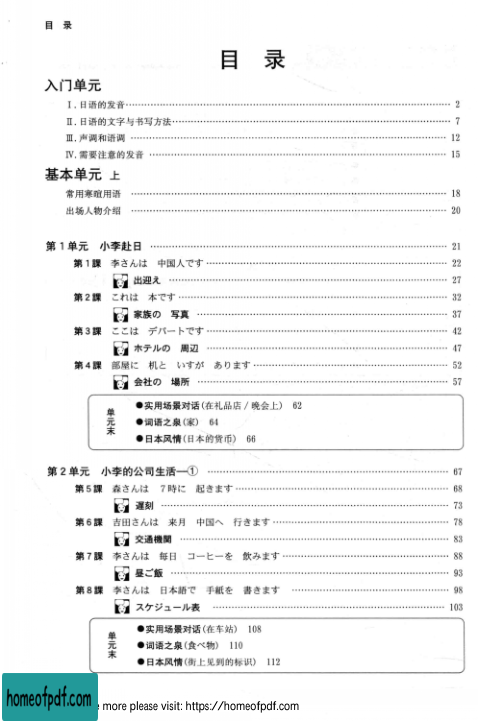 目 录
目 录
入门单元
Ⅰ.日语的发音 2
Ⅱ.日语的文字与书写方法 7
Ⅲ.声调和语调 12
Ⅳ.需要注意的发音 15
基本单元 上
常用寒暄用语 18
出场人物介绍 20
第1单元 小李赴日 21
第1課 李さんは 中国人です 22
出迎え 27
第2課 これは 本です 32
家族の 写真 37
第3課 ここは デパートです 42
ホテルの 周辺 47
第4課 部屋に 机と いすが あります 52
会社の 場所 57
单元末
●实用场景对话(在礼品店/晚会上) 62
●词语之泉(家) 64
●日本风情(日本的货币) 66
第2单元 小李的公司生活—① 67
第5課 森さんは 7時に 起きます 68
遅刻 73
第6課 吉田さんは 来月 中国へ 行きます 78
交通機関 83
第7課 李さんは 毎日 コーヒーを 飲みます 88
昼ご飯 93
第8課 李さんは 日本語で 手紙を 書きます 98
スケジュール表 103
单元末
●实用场景对话(在车站) 108
●词语之泉(食べ物) 110
●日本风情(街上见到的标识) 112
homeofpdf.com
more please visit: https://homeofpdf.com